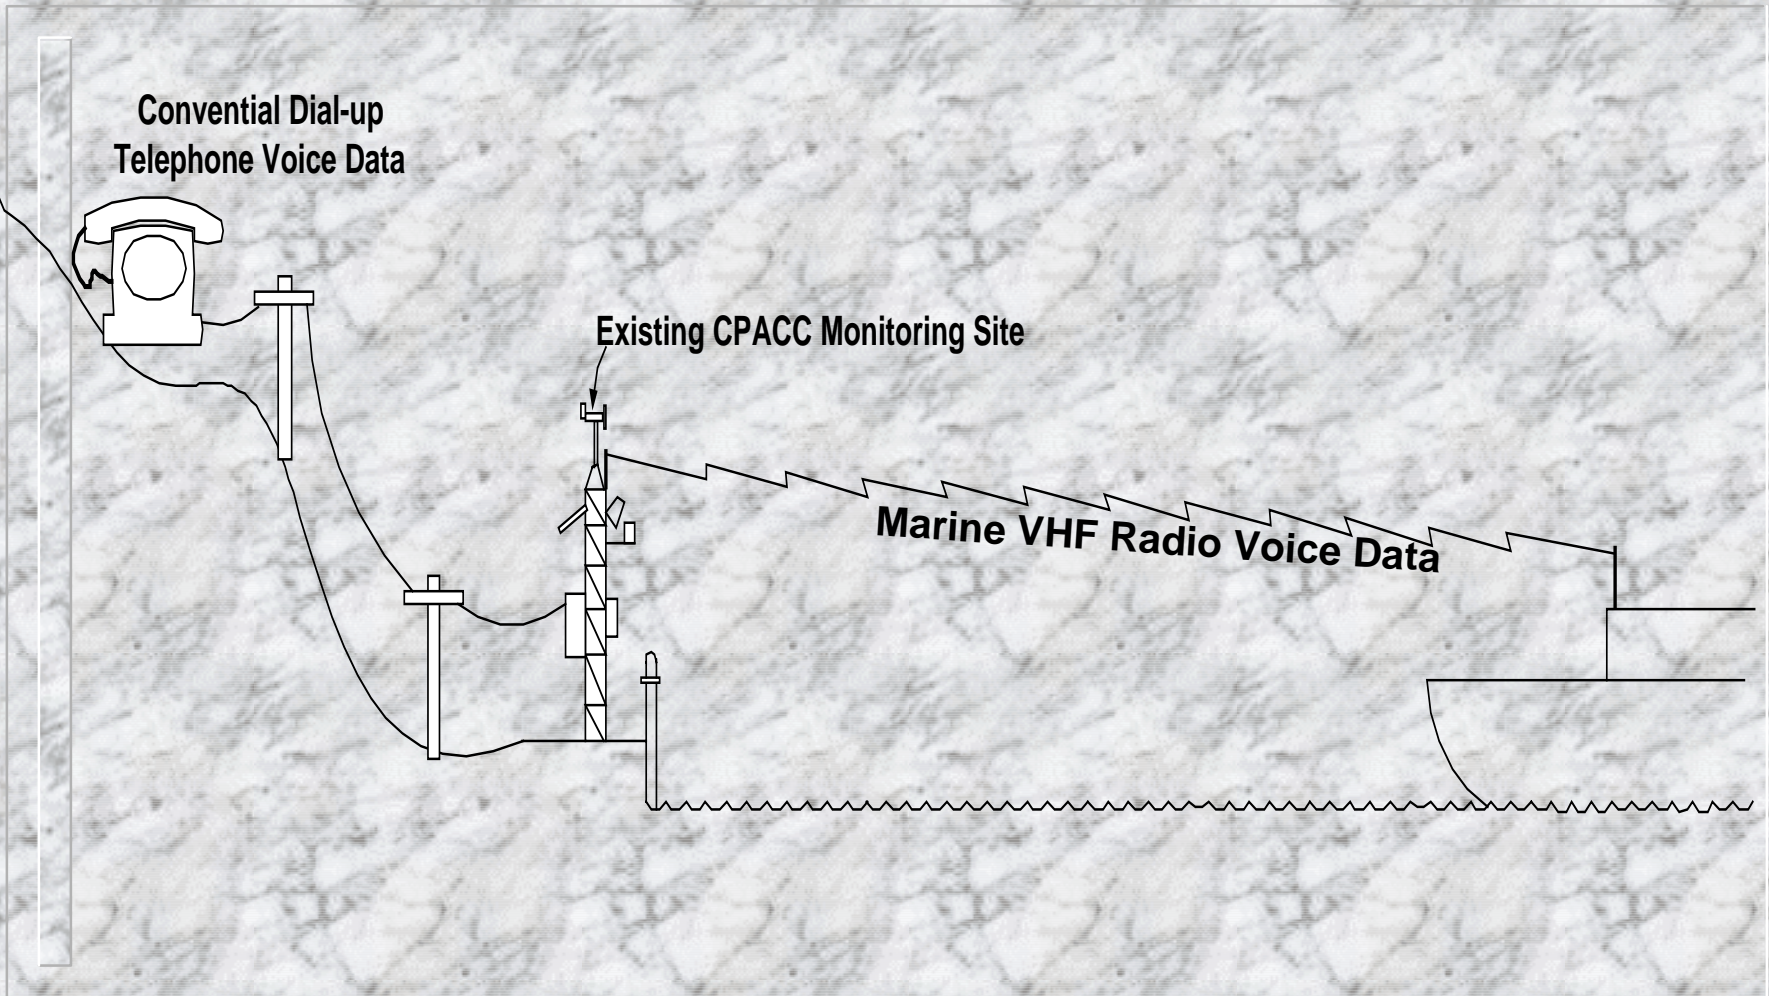 Convential Dial-up
Telephone Voice Data
Existing CPACC Monitoring Site
Marine VHF Radio Voice Data